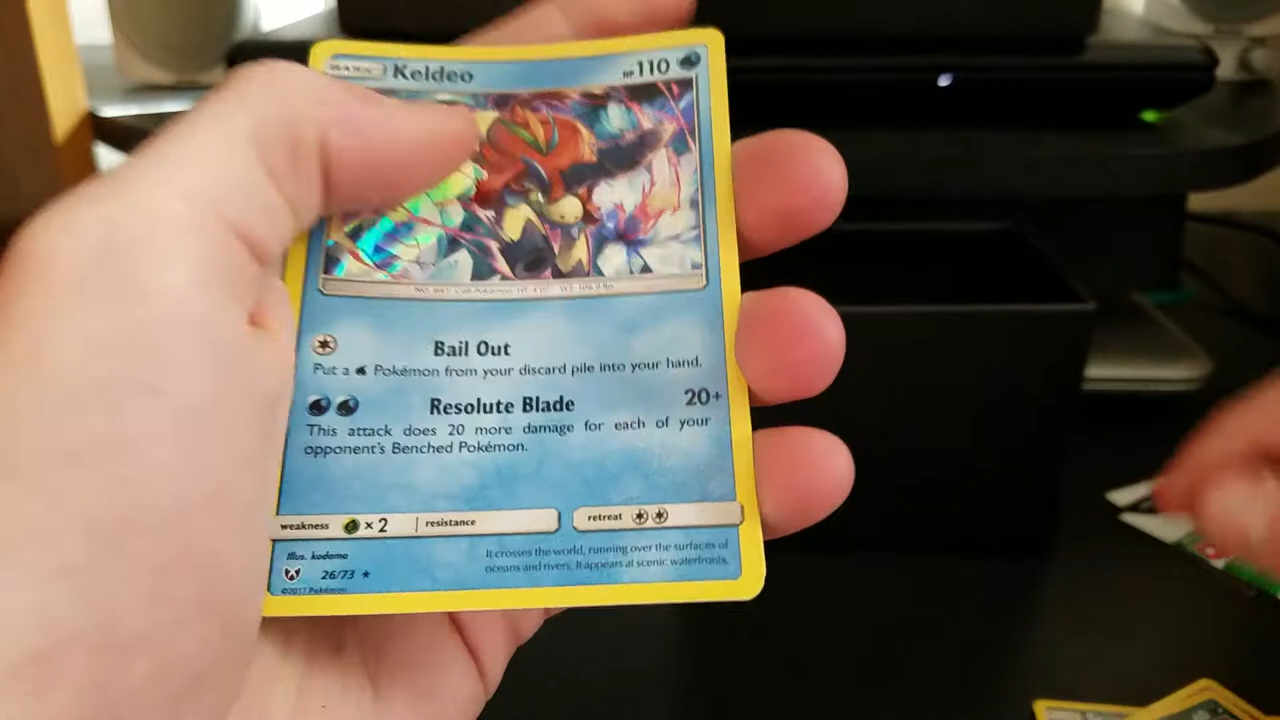 BASIC Keldeo HP 110
Bail Out
Put a Pokémon from your discard pile into your hand.
Resolute Blade 20+
This attack does 20 more damage for each of your
opponent's Benched Pokémon.
weakness × 2 resistance retreat
Illus. kodama
It crosses the world, running over the surfaces of
oceans and rivers. It appears at scenic waterfronts.
26/73
©2017 Pokémon